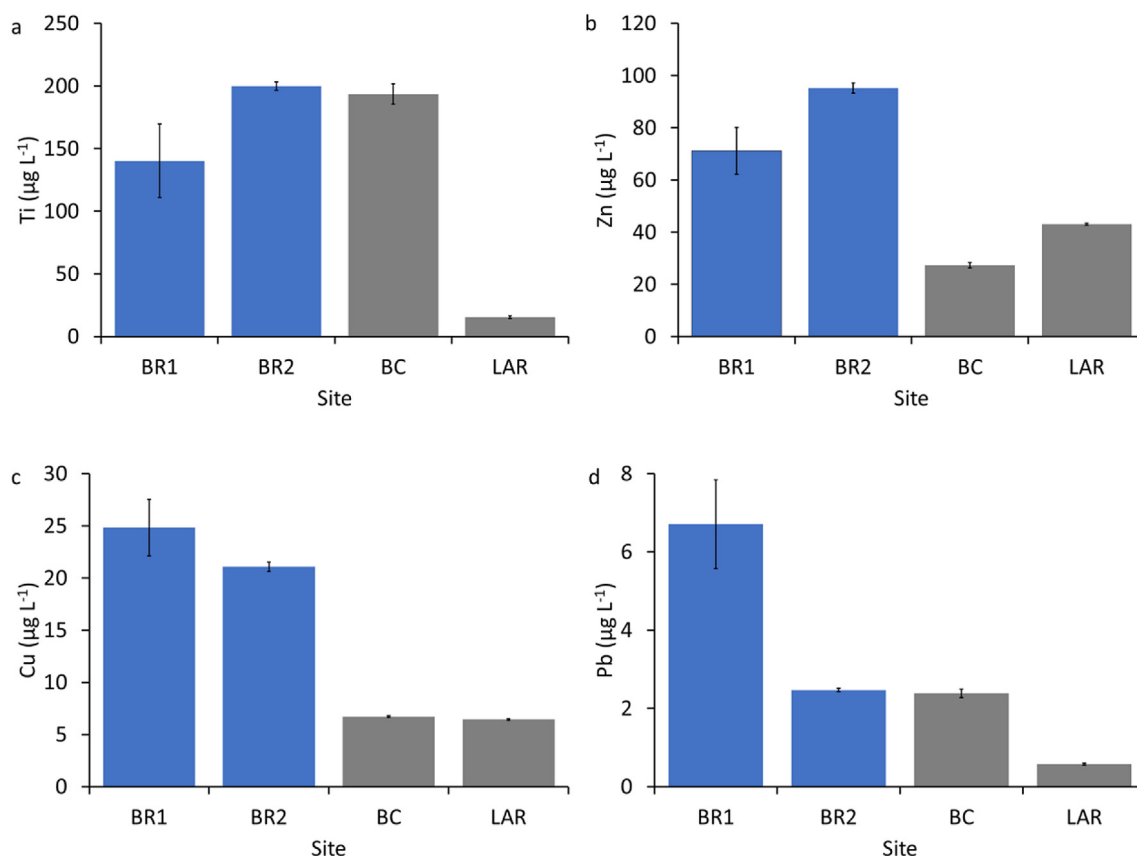 a
250
200
150
100
50
0
Ti (µg L⁻¹)
BR1 BR2 BC LAR
Site
b
120
100
80
60
40
20
0
Zn (µg L⁻¹)
BR1 BR2 BC LAR
Site
c
30
25
20
15
10
5
0
Cu (µg L⁻¹)
BR1 BR2 BC LAR
Site
d
8
6
4
2
0
Pb (µg L⁻¹)
BR1 BR2 BC LAR
Site